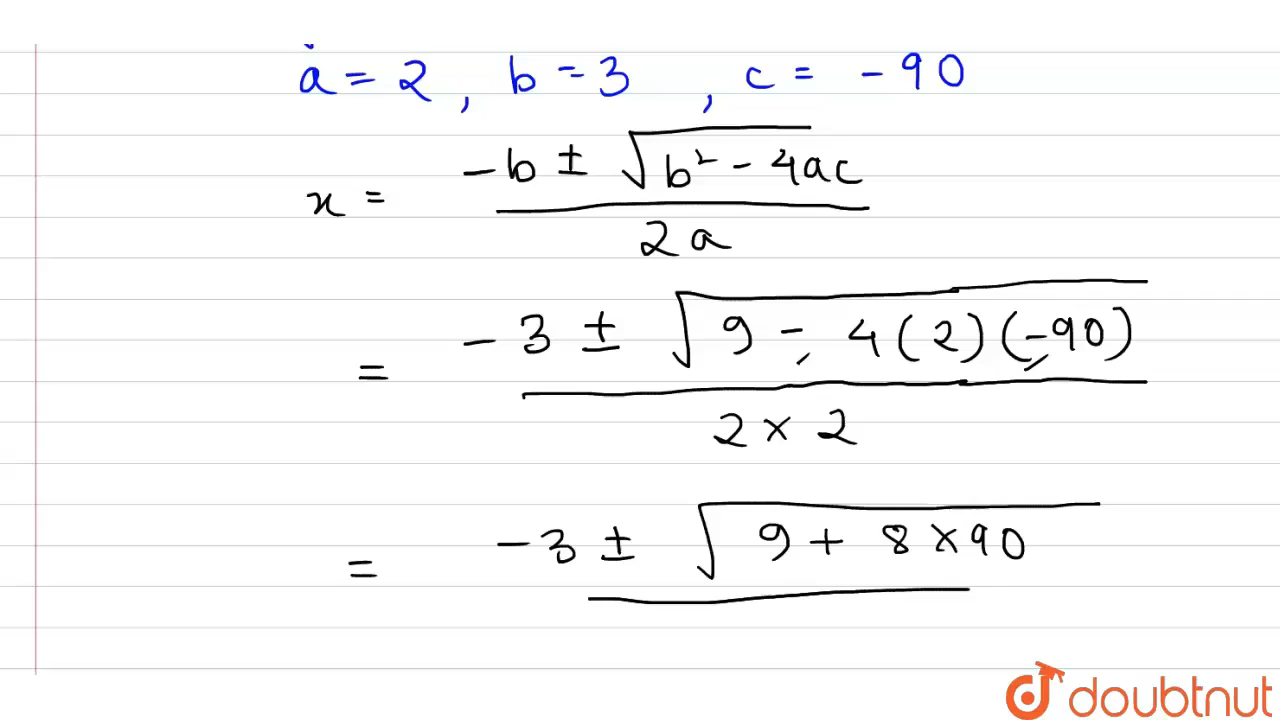 a = 2 , b = 3 , c = - 90
x = -b ± √b² - 4ac
2a
= -3 ± √9 - 4(2)(-90)
2 × 2
= -3 ± √9 + 8×90
doubtnut